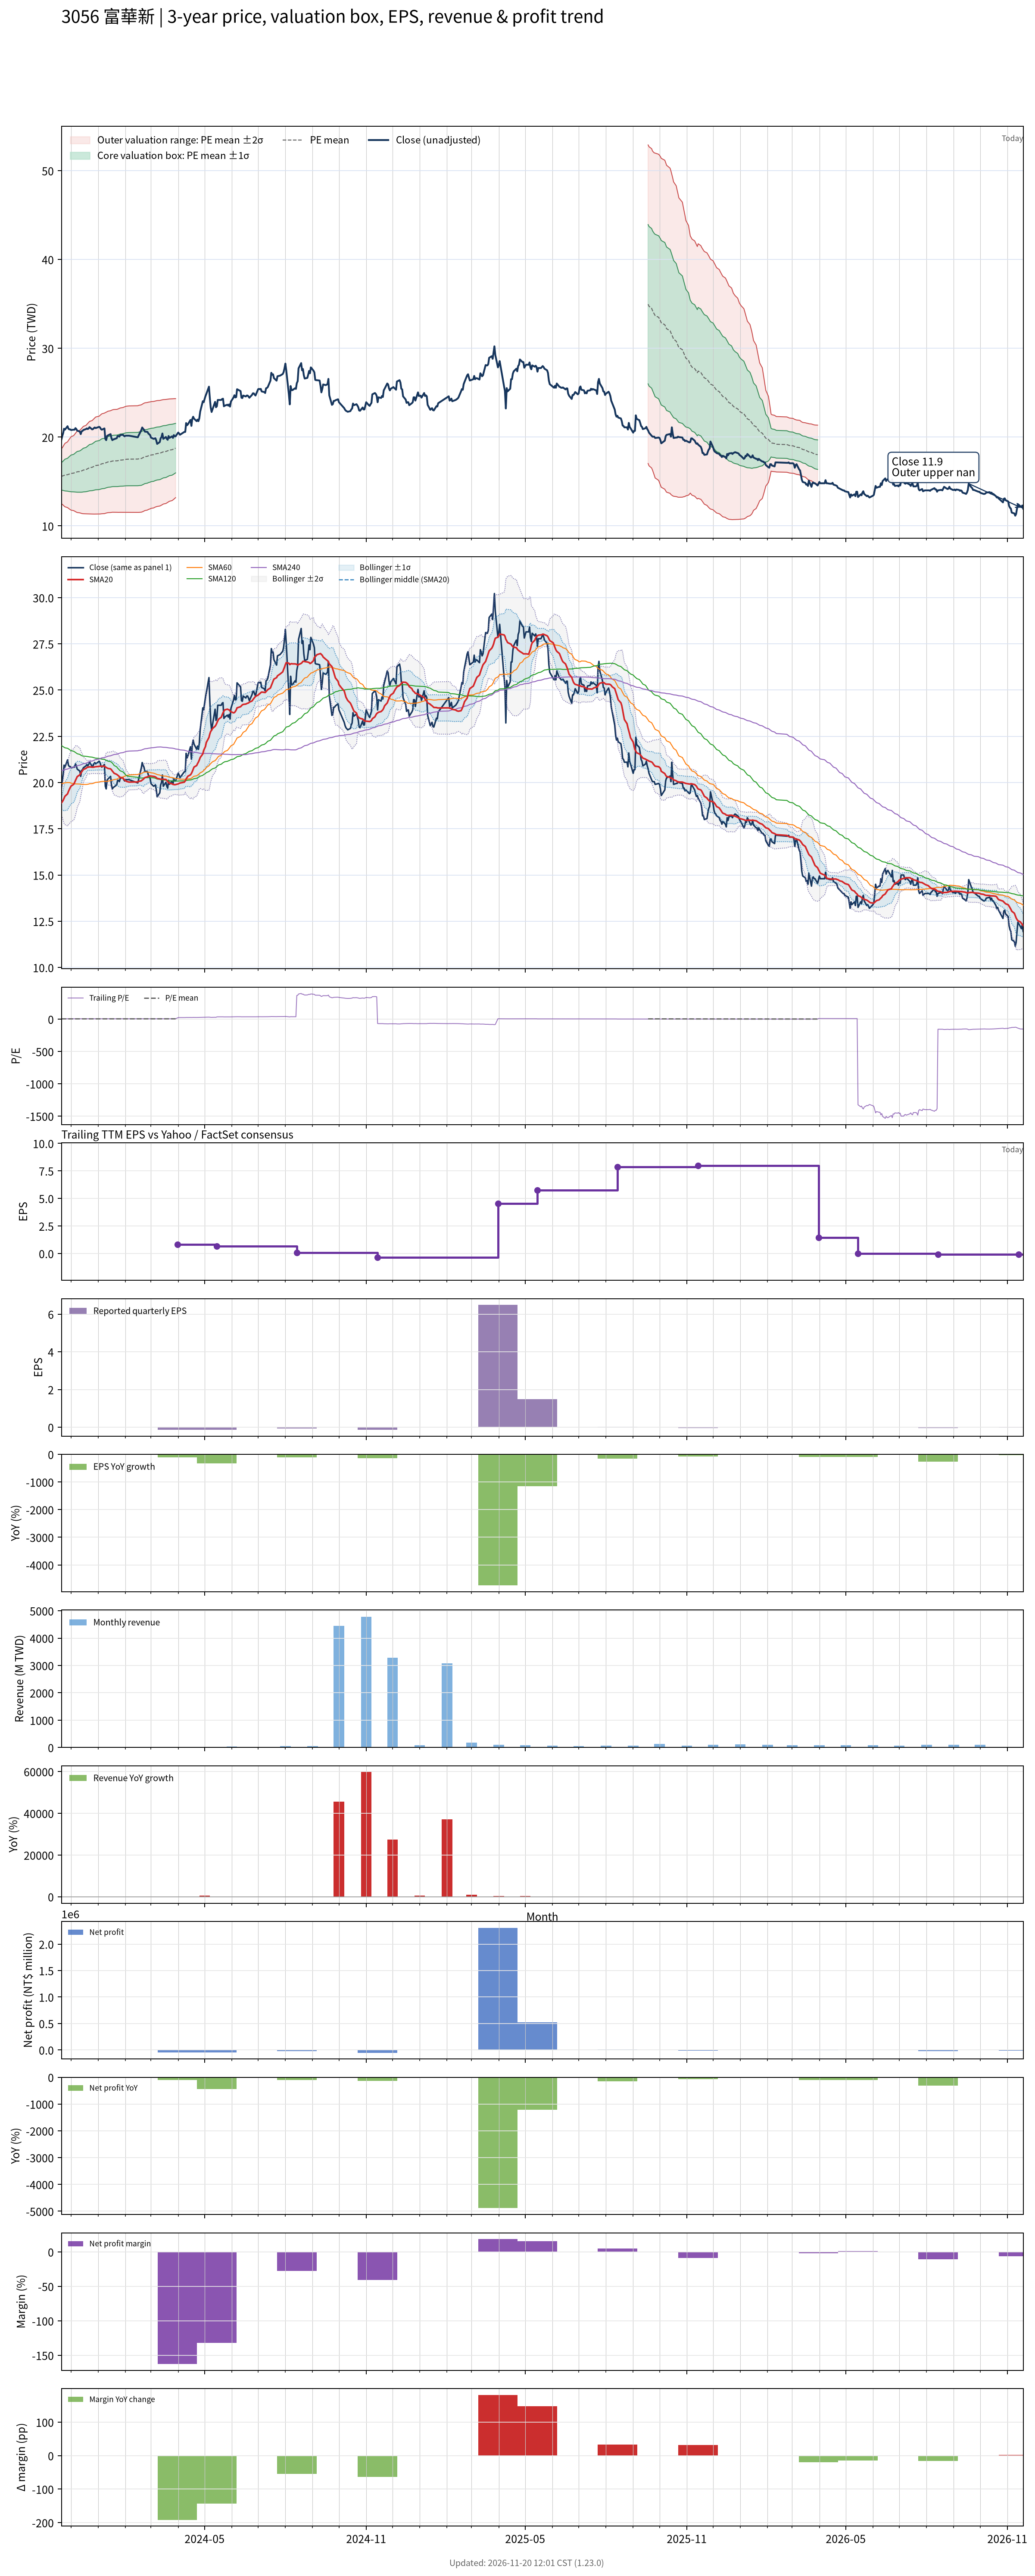 3056 富華新 | 3-year price, valuation box, EPS, revenue & profit trend
Outer valuation range: PE mean ±2σ
PE mean
Close (unadjusted)
Core valuation box: PE mean ±1σ
Today
50
40
30
20
10
Price (TWD)
Close 11.9
Outer upper nan
Close (same as panel 1)
SMA20
SMA60
SMA120
SMA240
Bollinger ±2σ
Bollinger ±1σ
Bollinger middle (SMA20)
30.0
27.5
25.0
22.5
20.0
17.5
15.0
12.5
10.0
Price
Trailing P/E
P/E mean
0
-500
-1000
-1500
P/E
Trailing TTM EPS vs Yahoo / FactSet consensus
Today
10.0
7.5
5.0
2.5
0.0
EPS
Reported quarterly EPS
6
4
2
0
EPS
EPS YoY growth
0
-1000
-2000
-3000
-4000
YoY (%)
Monthly revenue
5000
4000
3000
2000
1000
0
Revenue (M TWD)
Revenue YoY growth
60000
40000
20000
0
YoY (%)
Month
1e6
Net profit
2.0
1.5
1.0
0.5
0.0
Net profit (NT$ million)
Net profit YoY
0
-1000
-2000
-3000
-4000
-5000
YoY (%)
Net profit margin
0
-50
-100
-150
Margin (%)
Margin YoY change
100
0
-100
-200
Δ margin (pp)
2024-05
2024-11
2025-05
2025-11
2026-05
2026-11
Updated: 2026-11-20 12:01 CST (1.23.0)